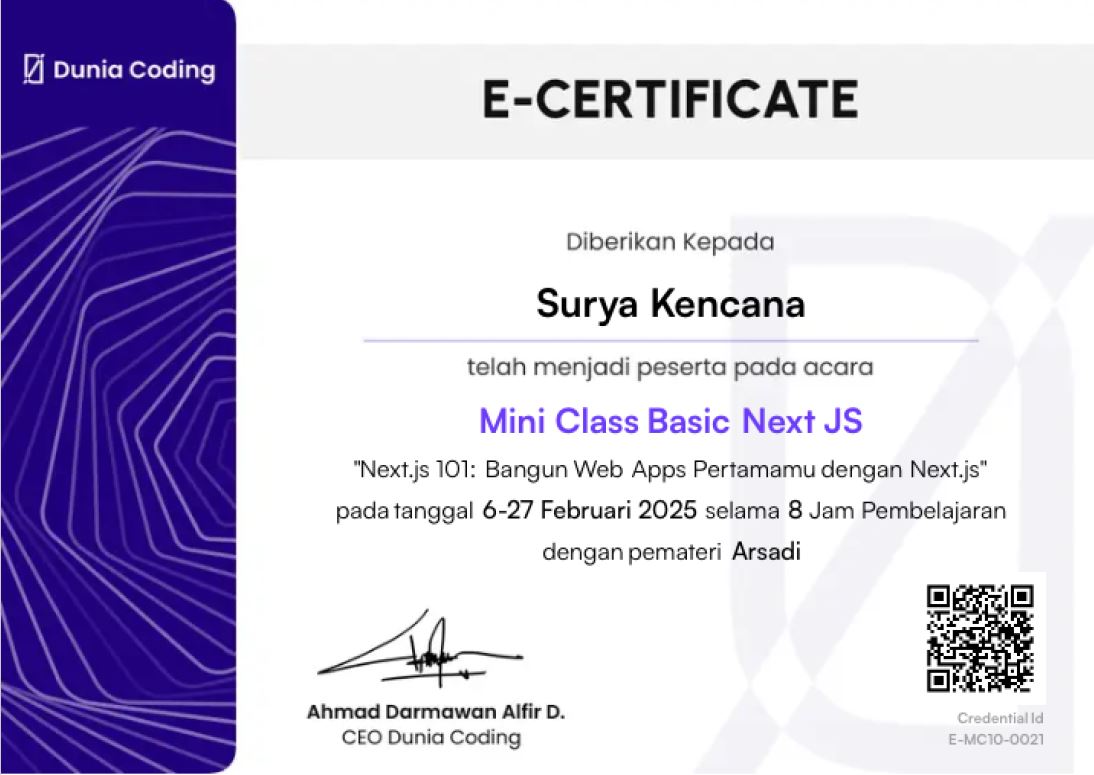 Dunia Coding
E-CERTIFICATE
Diberikan Kepada
Surya Kencana
telah menjadi peserta pada acara
Mini Class Basic Next JS
"Next.js 101: Bangun Web Apps Pertamamu dengan Next.js"
pada tanggal 6-27 Februari 2025 selama 8 Jam Pembelajaran
dengan pemateri Arsadi
Ahmad Darmawan Alfir D.
CEO Dunia Coding
Credential Id
E-MC10-0021